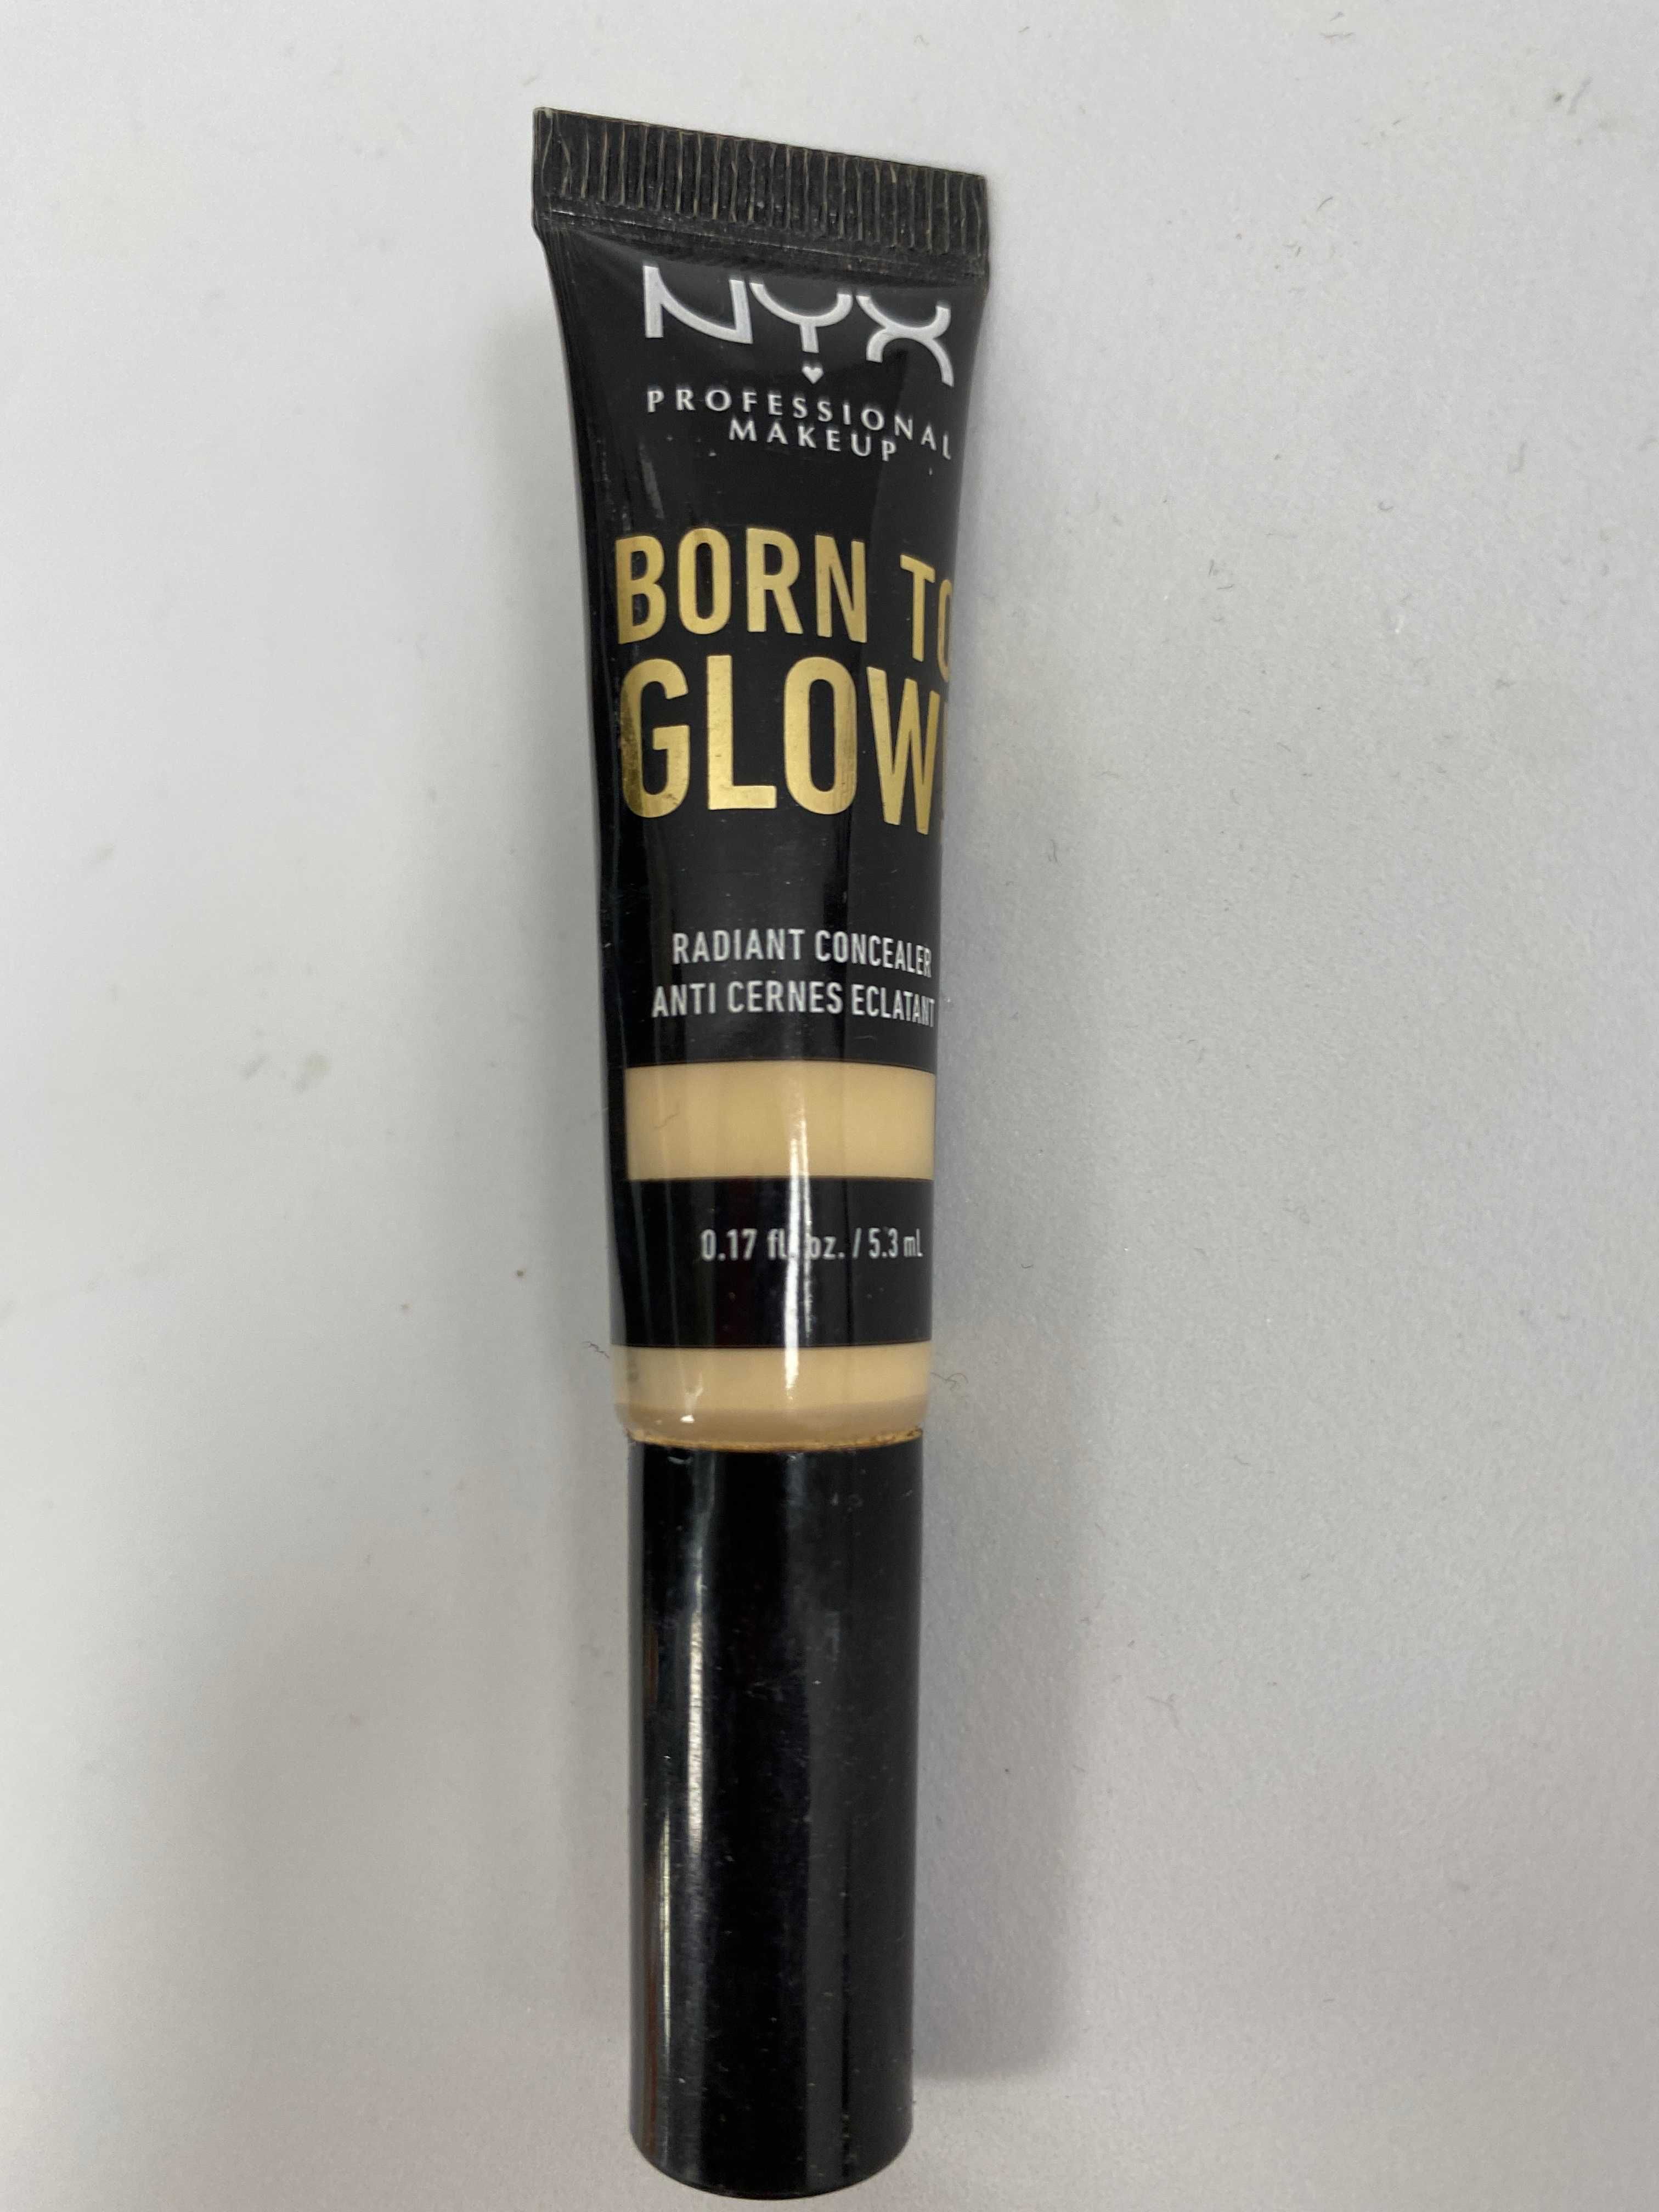 NYX
PROFESSIONAL
MAKEUP
BORN TO
GLOW!
RADIANT CONCEALER
ANTI CERNES ECLATANT
0.17 fl. oz. / 5.3 mL